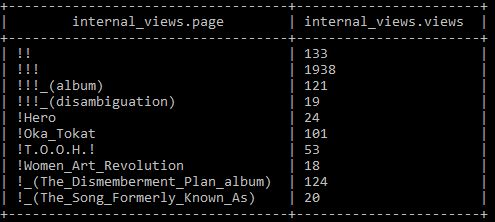 internal_views.page | internal_views.views
!! | 133
!!! | 1938
!!!_(album) | 121
!!!_(disambiguation) | 19
!Hero | 24
!Oka_Tokat | 101
!T.O.O.H.! | 53
!Women_Art_Revolution | 18
!_(The_Dismemberment_Plan_album) | 124
!_(The_Song_Formerly_Known_As) | 20